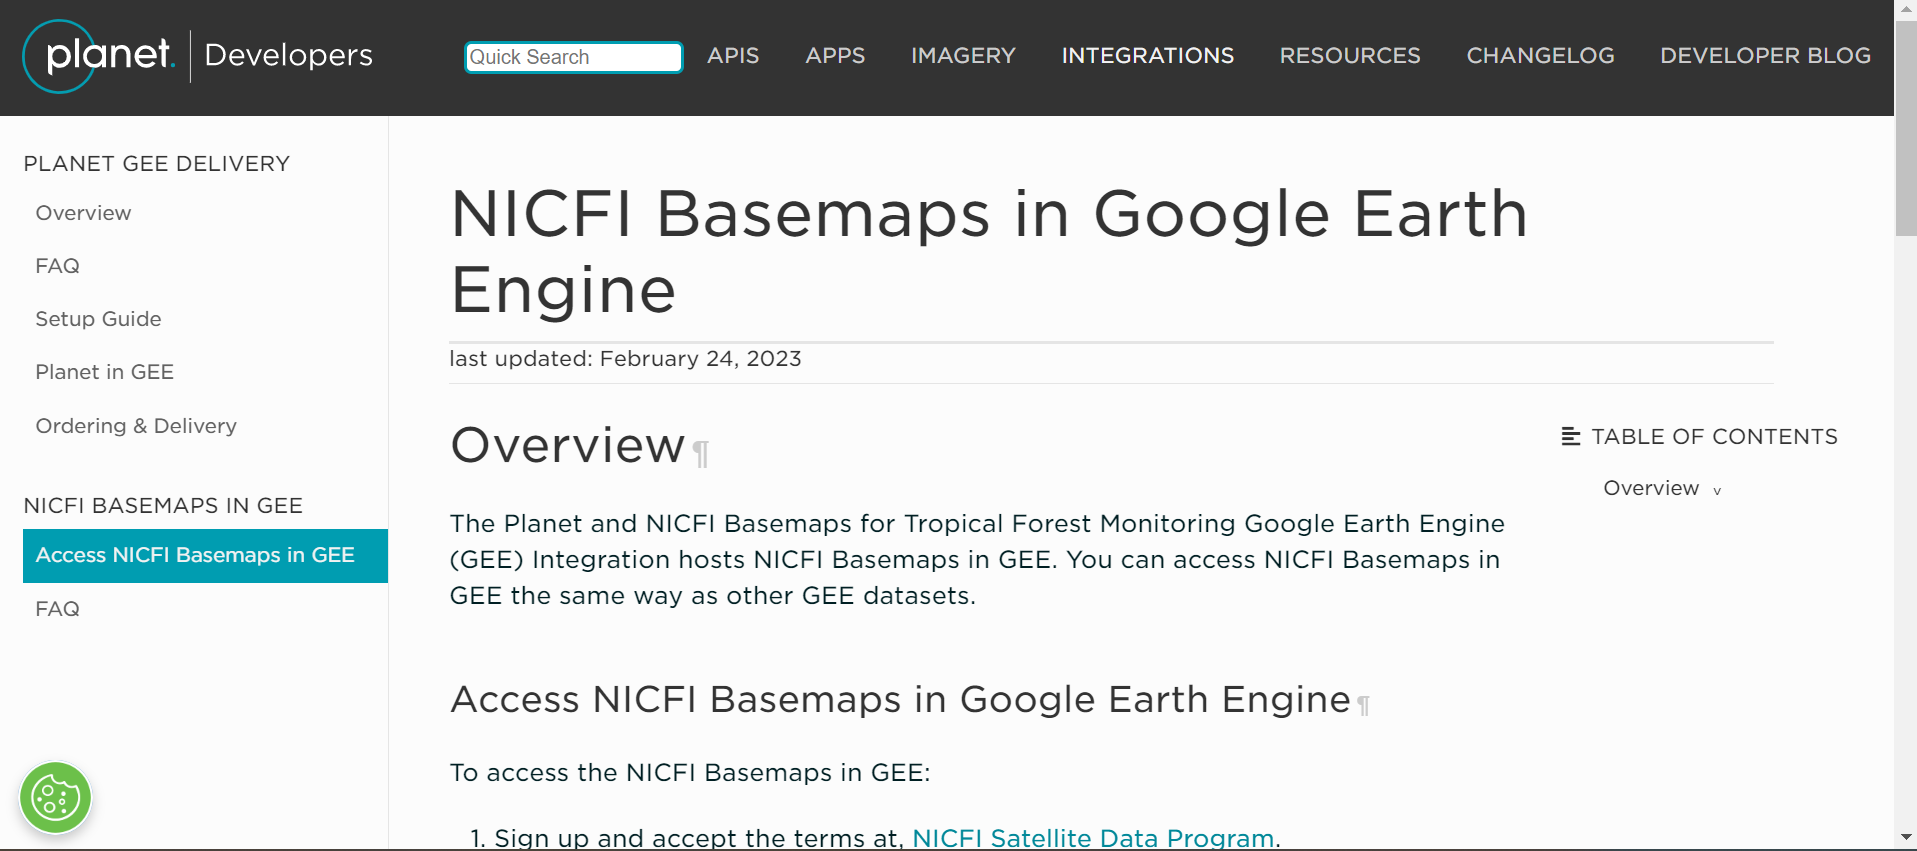 planet. Developers
Quick Search
APIS
APPS
IMAGERY
INTEGRATIONS
RESOURCES
CHANGELOG
DEVELOPER BLOG
PLANET GEE DELIVERY
Overview
FAQ
Setup Guide
Planet in GEE
Ordering & Delivery
NICFI BASEMAPS IN GEE
Access NICFI Basemaps in GEE
FAQ
NICFI Basemaps in Google Earth
Engine
last updated: February 24, 2023
Overview¶
The Planet and NICFI Basemaps for Tropical Forest Monitoring Google Earth Engine
(GEE) Integration hosts NICFI Basemaps in GEE. You can access NICFI Basemaps in
GEE the same way as other GEE datasets.
Access NICFI Basemaps in Google Earth Engine¶
To access the NICFI Basemaps in GEE:
1. Sign up and accept the terms at, NICFI Satellite Data Program.
TABLE OF CONTENTS
Overview v